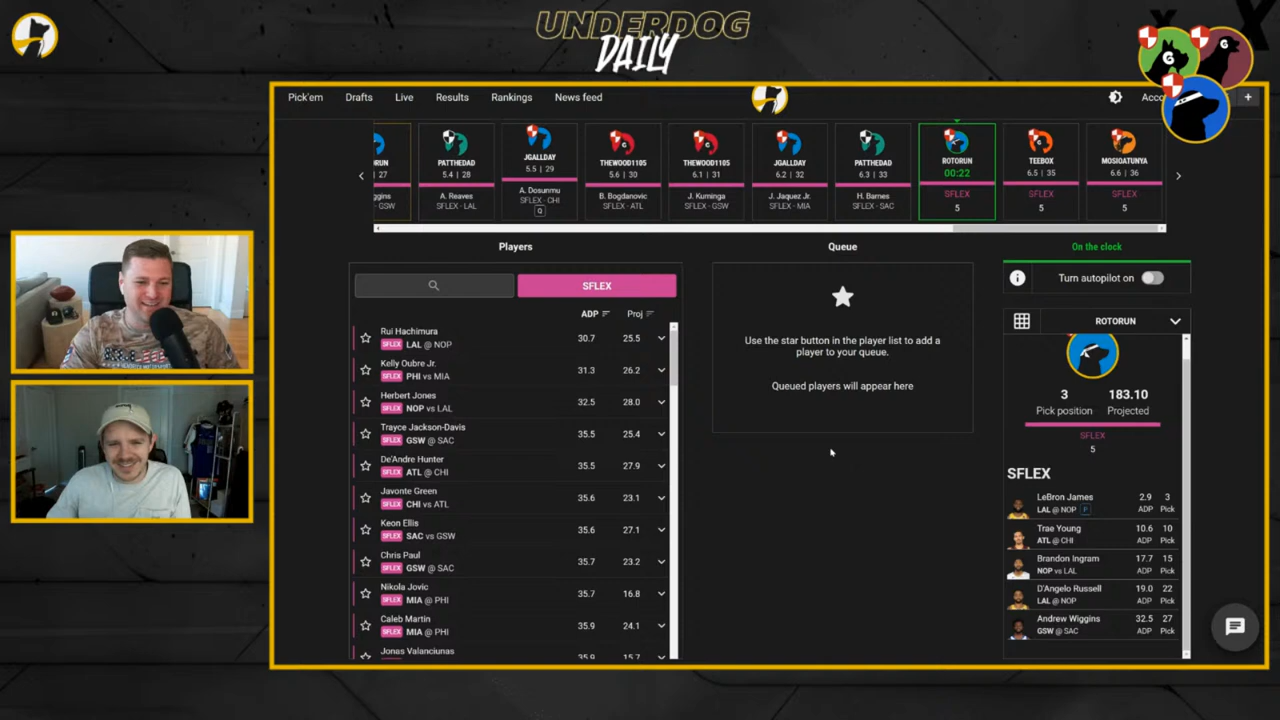 UNDERDOG
DAILY
Pick'em
Drafts
Live
Results
Rankings
News feed
+
27
GSW
PATTHEDAD
5.4 | 28
A. Reaves
SFLEX - LAL
JGALLDAY
5.5 | 29
A. Dosunmu
SFLEX - CHI
Q
THEWOOD1105
5.6 | 30
B. Bogdanovic
SFLEX - ATL
THEWOOD1105
6.1 | 31
J. Kuminga
SFLEX - GSW
JGALLDAY
6.2 | 32
J. Jaquez Jr.
SFLEX - MIA
PATTHEDAD
6.3 | 33
H. Barnes
SFLEX - SAC
ROTORUN
00:22
SFLEX
5
TEEBOX
6.5 | 35
SFLEX
5
MOSIOATUNYA
6.6 | 36
SFLEX
5
Players
SFLEX
ADP
Proj
Rui Hachimura
SFLEX LAL @ NOP
30.7
25.5
Kelly Oubre Jr.
SFLEX PHI vs MIA
31.3
26.2
Herbert Jones
SFLEX NOP vs LAL
32.5
28.0
Trayce Jackson-Davis
SFLEX GSW @ SAC
35.5
25.4
De'Andre Hunter
SFLEX ATL @ CHI
35.5
27.9
Javonte Green
SFLEX CHI vs ATL
35.6
23.1
Keon Ellis
SFLEX SAC vs GSW
35.6
27.1
Chris Paul
SFLEX GSW @ SAC
35.7
23.2
Nikola Jovic
SFLEX MIA @ PHI
35.7
16.8
Caleb Martin
SFLEX MIA @ PHI
35.9
24.1
Jonas Valanciunas
35.9
15.7
Queue
Use the star button in the player list to add a
player to your queue.
Queued players will appear here
On the clock
Turn autopilot on
ROTORUN
3
Pick position
183.10
Projected
SFLEX
5
SFLEX
LeBron James
LAL @ NOP P
2.9
ADP
3
Pick
Trae Young
ATL @ CHI
10.6
ADP
10
Pick
Brandon Ingram
NOP vs LAL
17.7
ADP
15
Pick
D'Angelo Russell
LAL @ NOP
19.0
ADP
22
Pick
Andrew Wiggins
GSW @ SAC
32.5
ADP
27
Pick